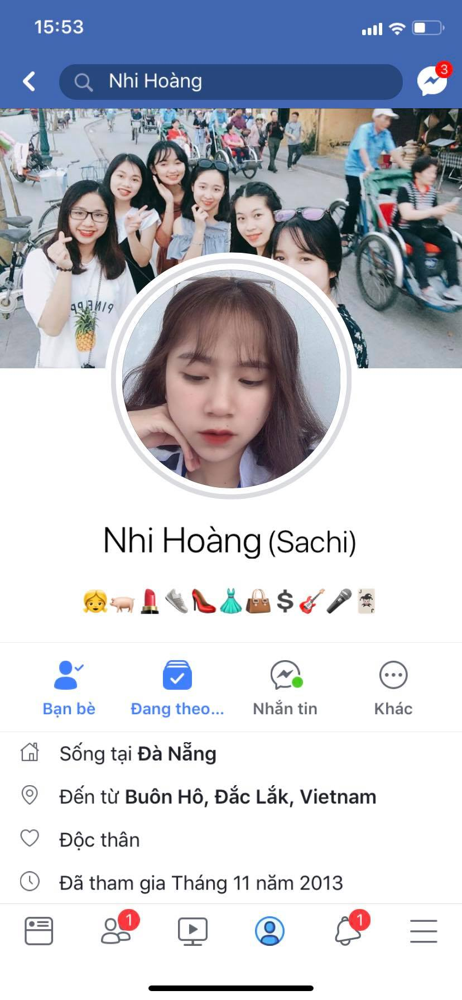 15:53
Nhi Hoàng
3
PINEPP
Nhi Hoàng (Sachi)
Bạn bè
Đang theo...
Nhắn tin
Khác
Sống tại Đà Nẵng
Đến từ Buôn Hô, Đắc Lắk, Vietnam
Độc thân
Đã tham gia Tháng 11 năm 2013
1
1